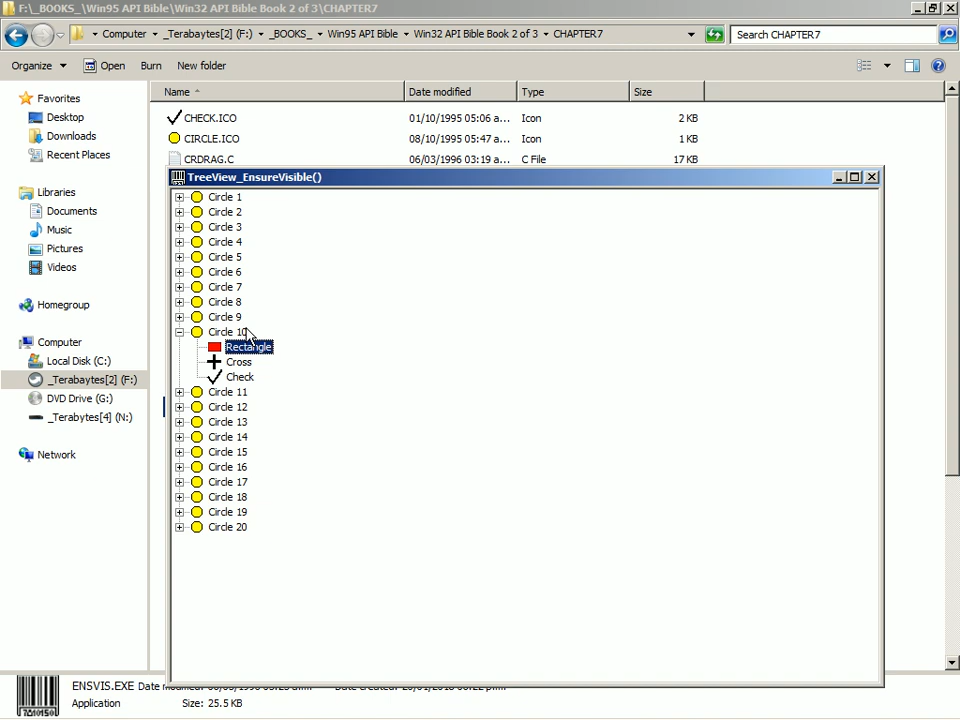 F:\_BOOKS_\Win95 API Bible\Win32 API Bible Book 2 of 3\CHAPTER7
Computer _Terabaytes[2] (F:) _BOOKS_ Win95 API Bible Win32 API Bible Book 2 of 3 CHAPTER7
Search CHAPTER7
Organize Open Burn New folder
Favorites
Desktop
Downloads
Recent Places
Libraries
Documents
Music
Pictures
Videos
Homegroup
Computer
Local Disk (C:)
_Terabaytes[2] (F:)
DVD Drive (G:)
_Terabytes[4] (N:)
Network
Name Date modified Type Size
CHECK.ICO 01/10/1995 05:06 a... Icon 2 KB
CIRCLE.ICO 08/10/1995 05:47 a... Icon 1 KB
CRDRAG.C 06/03/1996 03:19 a... C File 17 KB
TreeView_EnsureVisible()
Circle 1
Circle 2
Circle 3
Circle 4
Circle 5
Circle 6
Circle 7
Circle 8
Circle 9
Circle 10
Rectangle
Cross
Check
Circle 11
Circle 12
Circle 13
Circle 14
Circle 15
Circle 16
Circle 17
Circle 18
Circle 19
Circle 20
ENSVIS.EXE Date
Application Size: 25.5 KB